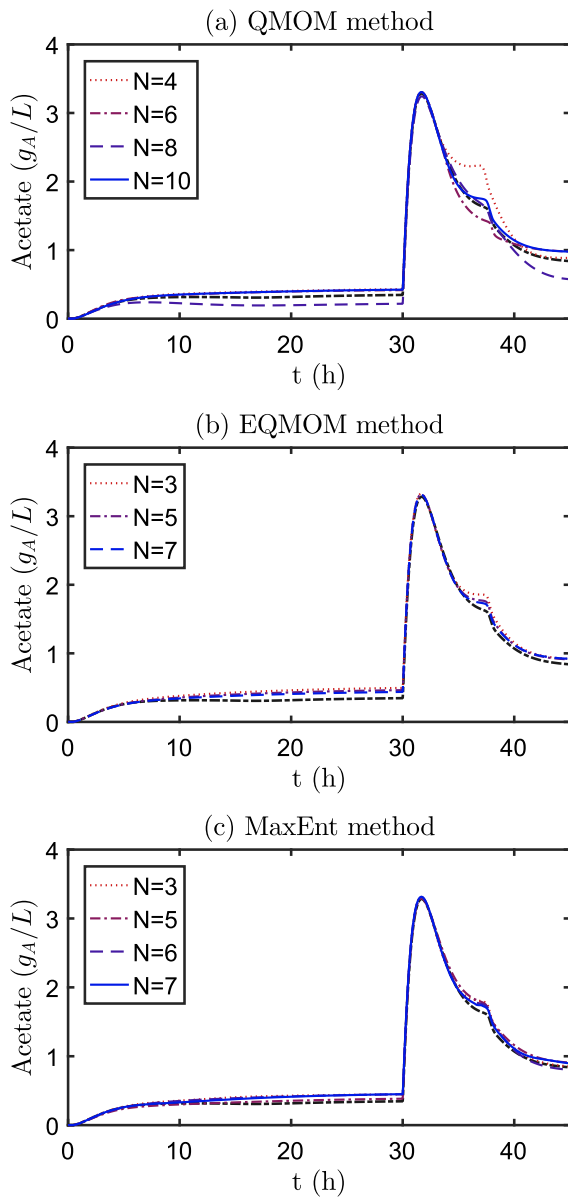 (a) QMOM method
4
3
2
1
0
Acetate (g_A/L)
N=4
N=6
N=8
N=10
0 10 20 30 40
t (h)
(b) EQMOM method
4
3
2
1
0
Acetate (g_A/L)
N=3
N=5
N=7
0 10 20 30 40
t (h)
(c) MaxEnt method
4
3
2
1
0
Acetate (g_A/L)
N=3
N=5
N=6
N=7
0 10 20 30 40
t (h)